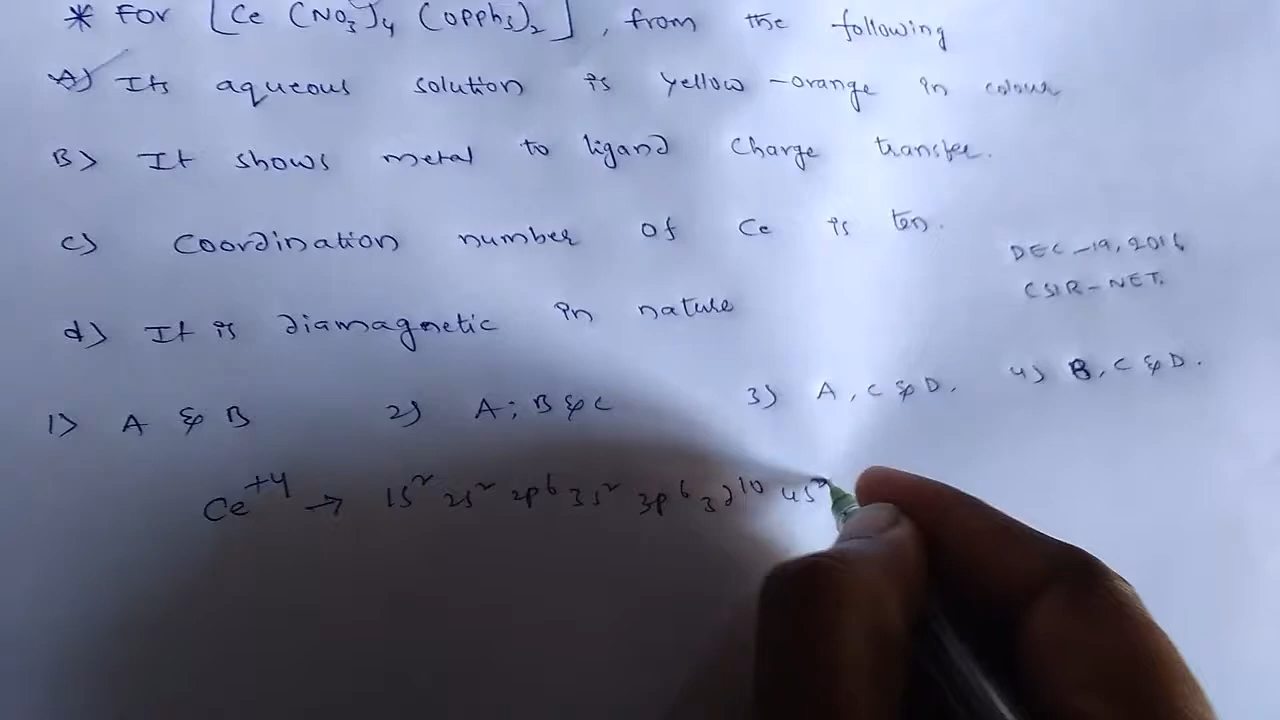 * For [Ce (NO3)4 (OPPh3)2], from the following
A) Its aqueous solution is yellow-orange in colour
B) It shows metal to ligand charge transfer.
C) Coordination number of Ce is ten.
DEC-19, 2016
CSIR-NET.
d) It is diamagnetic in nature
1) A & B 2) A; B & C 3) A, C & D. 4) B, C & D.
Ce+4 → 1s2 2s2 2p6 3s2 3p6 3d10 4s2